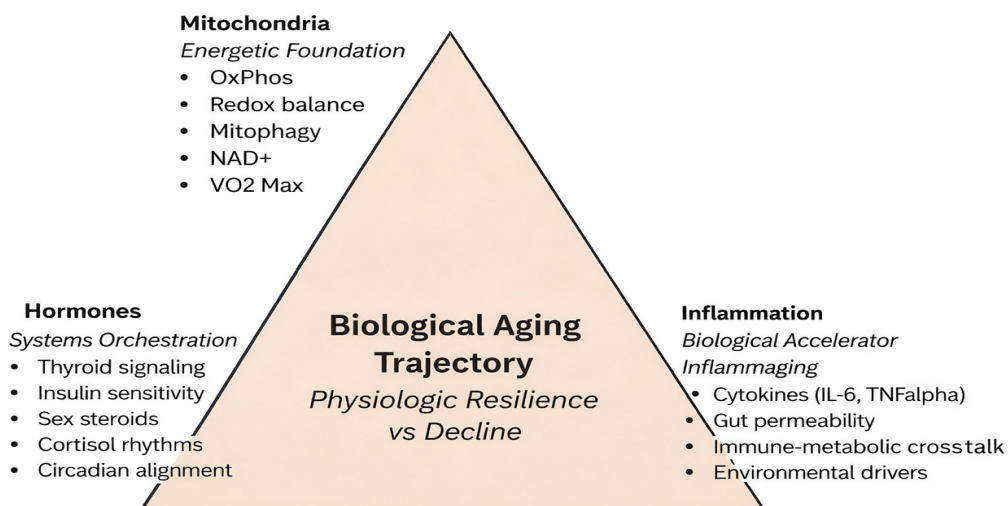 Mitochondria
Energetic Foundation
• OxPhos
• Redox balance
• Mitophagy
• NAD+
• VO2 Max
Hormones
Systems Orchestration
• Thyroid signaling
• Insulin sensitivity
• Sex steroids
• Cortisol rhythms
• Circadian alignment
Biological Aging
Trajectory
Physiologic Resilience
vs Decline
Inflammation
Biological Accelerator
Inflammaging
• Cytokines (IL-6, TNFalpha)
• Gut permeability
• Immune-metabolic crosstalk
• Environmental drivers